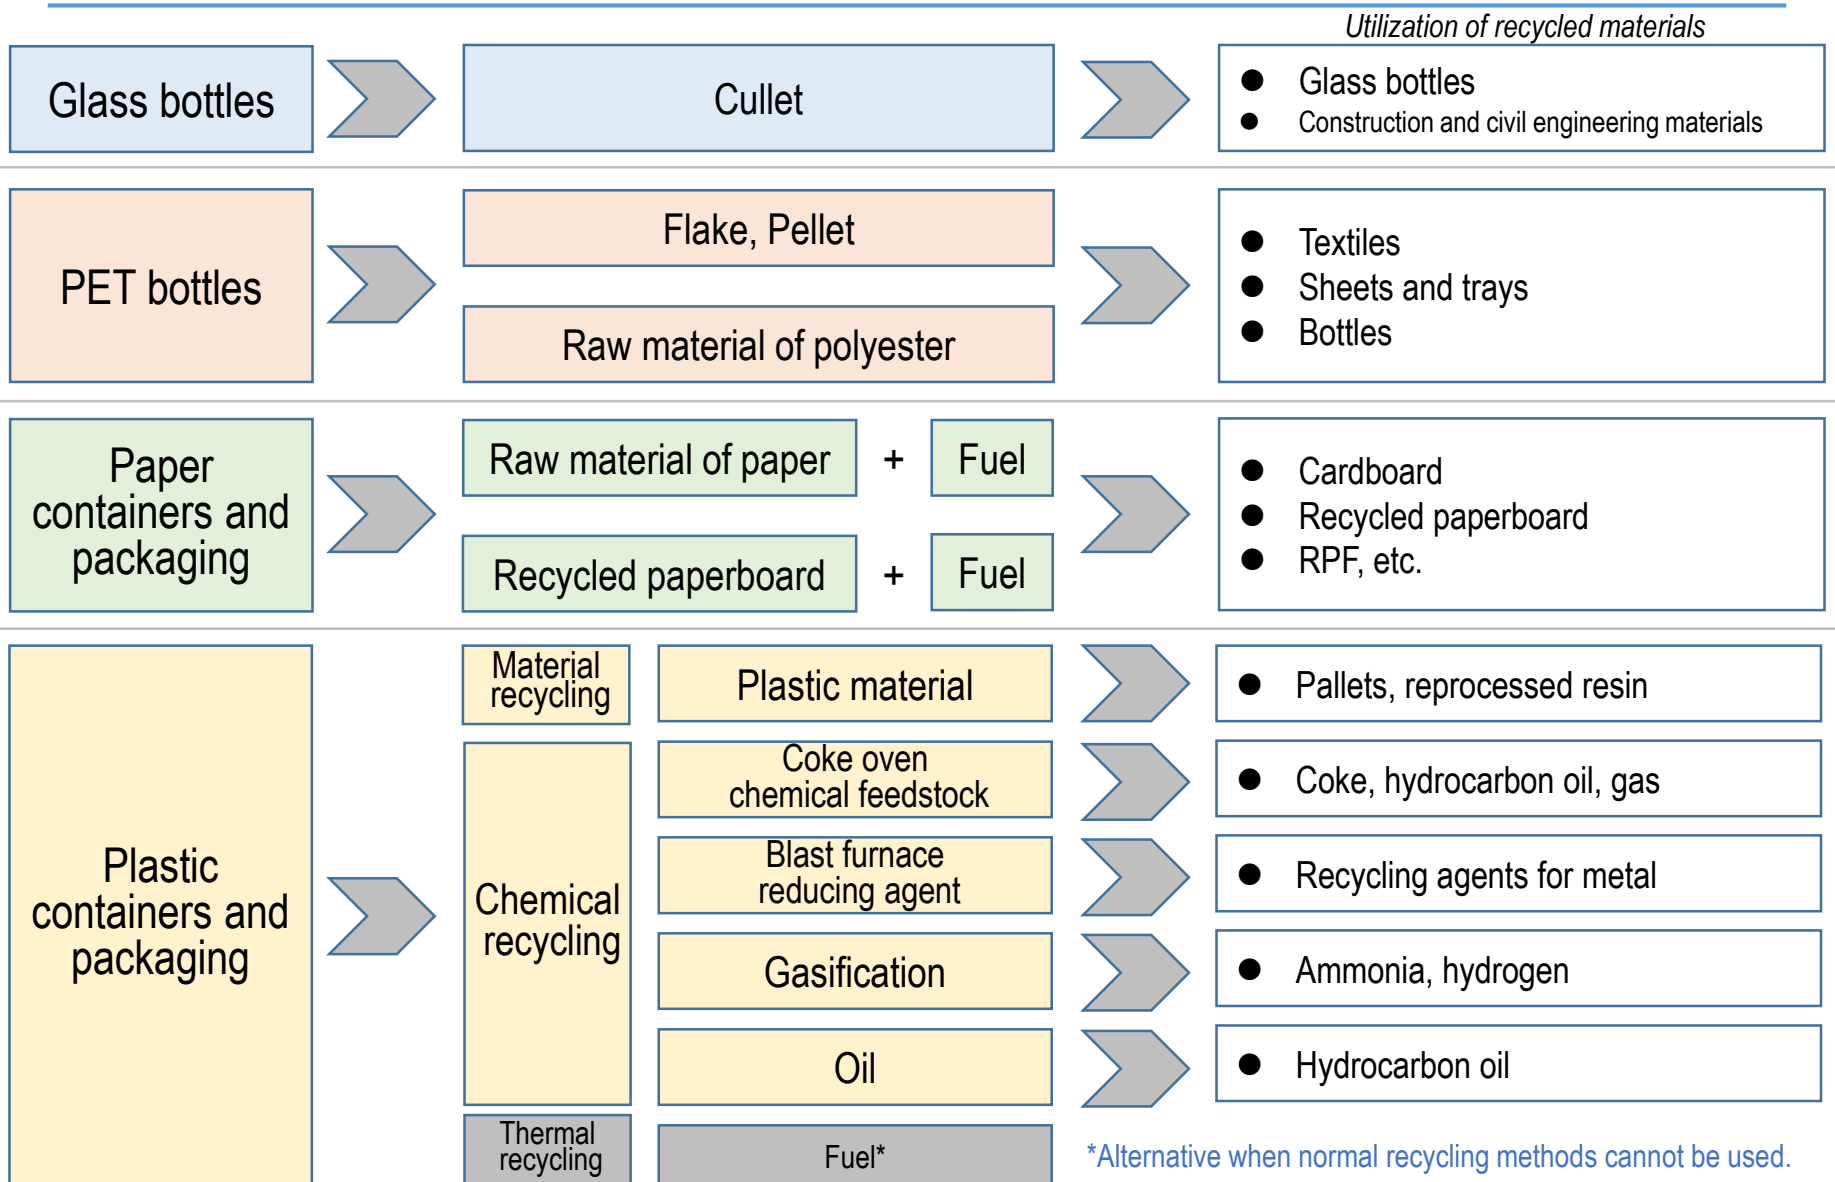 Utilization of recycled materials
Glass bottles
Cullet
● Glass bottles
● Construction and civil engineering materials
PET bottles
Flake, Pellet
Raw material of polyester
● Textiles
● Sheets and trays
● Bottles
Paper
containers and
packaging
Raw material of paper + Fuel
Recycled paperboard + Fuel
● Cardboard
● Recycled paperboard
● RPF, etc.
Plastic
containers and
packaging
Material
recycling
Plastic material
● Pallets, reprocessed resin
Chemical
recycling
Coke oven
chemical feedstock
● Coke, hydrocarbon oil, gas
Blast furnace
reducing agent
● Recycling agents for metal
Gasification
● Ammonia, hydrogen
Oil
● Hydrocarbon oil
Thermal
recycling
Fuel*
*Alternative when normal recycling methods cannot be used.